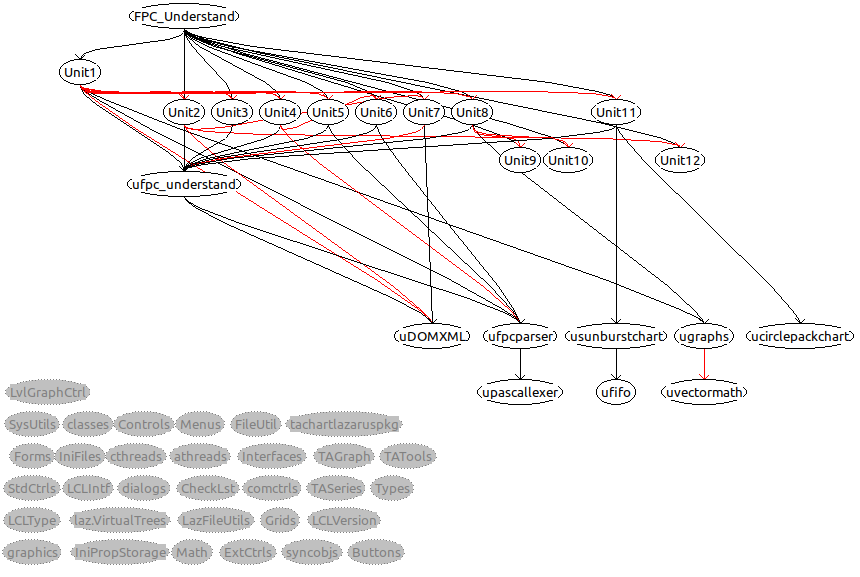 FPC_Understand
Unit1
Unit2 Unit3 Unit4 Unit5 Unit6 Unit7 Unit8 Unit11
Unit9 Unit10 Unit12
ufpc_understand
uDOMXML ufpcparser usunburstchart ugraphs ucirclepackchart
upascallexer ufifo uvectormath
LvlGraphCtrl
SysUtils classes Controls Menus FileUtil tachartlazaruspkg
Forms IniFiles cthreads athreads Interfaces TAGraph TATools
StdCtrls LCLIntf dialogs CheckLst comctrls TASeries Types
LCLType laz.VirtualTrees LazFileUtils Grids LCLVersion
graphics IniPropStorage Math ExtCtrls syncobjs Buttons